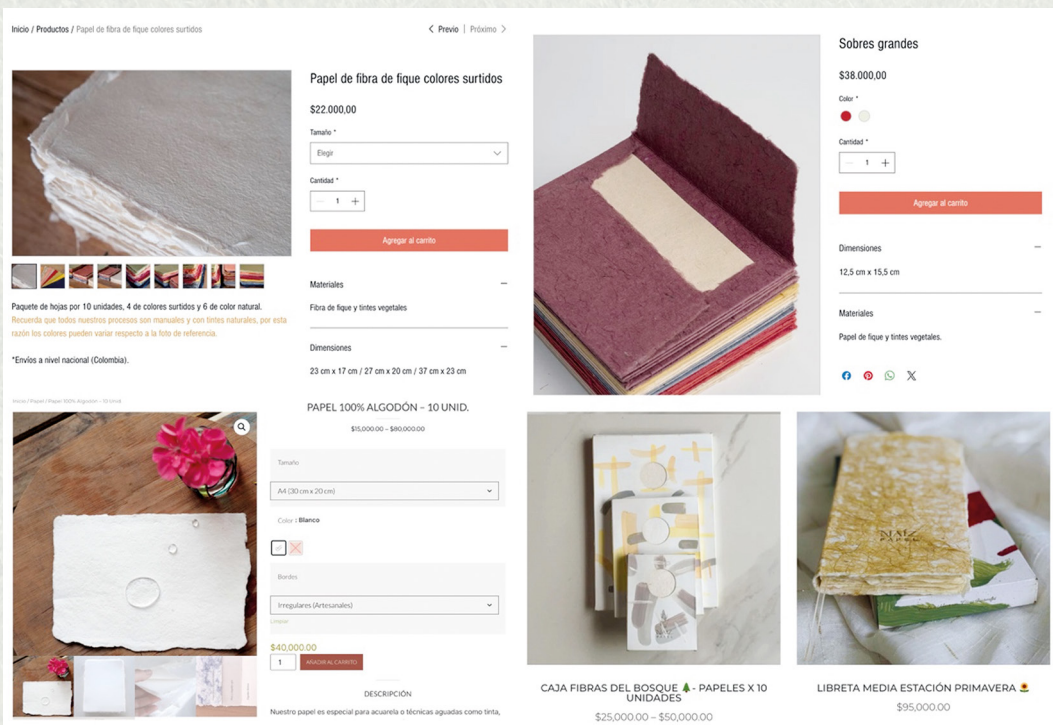 Inicio / Productos / Papel de fibra de fique colores surtidos
Previo | Próximo
Papel de fibra de fique colores surtidos
$22.000,00
Tamaño *
Elegir
Cantidad *
1
Agregar al carrito
Materiales
Fibra de fique y tintes vegetales
Dimensiones
23 cm x 17 cm / 27 cm x 20 cm / 37 cm x 23 cm
Paquete de hojas por 10 unidades, 4 de colores surtidos y 6 de color natural.
Recuerda que todos nuestros procesos son manuales y con tintes naturales, por esta
razón los colores pueden variar respecto a la foto de referencia.
*Envíos a nivel nacional (Colombia).
Sobres grandes
$38.000,00
Color *
Cantidad *
1
Agregar al carrito
Dimensiones
12,5 cm x 15,5 cm
Materiales
Papel de fique y tintes vegetales.
Inicio / Papel / Papel 100% Algodón – 10 Unid.
PAPEL 100% ALGODÓN – 10 UNID.
$15,000.00 – $80,000.00
Tamaño
A4 (30 cm x 20 cm)
Color : Blanco
Bordes
Irregulares (Artesanales)
Limpiar
$40,000.00
1
AÑADIR AL CARRITO
DESCRIPCIÓN
Nuestro papel es especial para acuarela o técnicas aguadas como tinta,
CAJA FIBRAS DEL BOSQUE 🌲- PAPELES X 10
UNIDADES
$25,000.00 – $50,000.00
PAPEL
LIBRETA MEDIA ESTACIÓN PRIMAVERA 🌻
$95,000.00